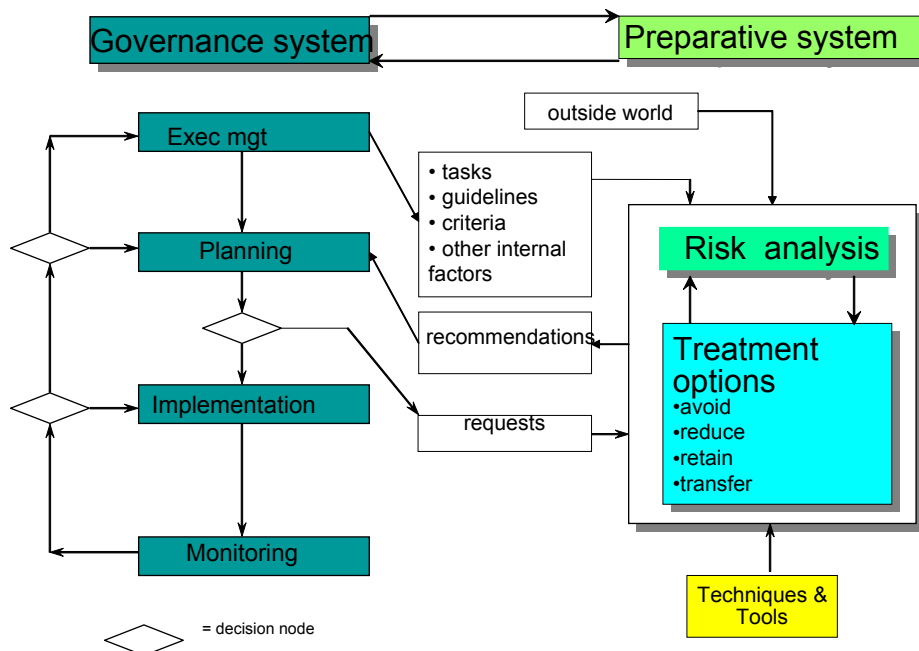 Governance system
Preparative system
outside world
Exec mgt
• tasks
• guidelines
• criteria
• other internal
factors
Planning
Risk analysis
recommendations
Treatment
options
•avoid
•reduce
•retain
•transfer
Implementation
requests
Monitoring
Techniques &
Tools
= decision node